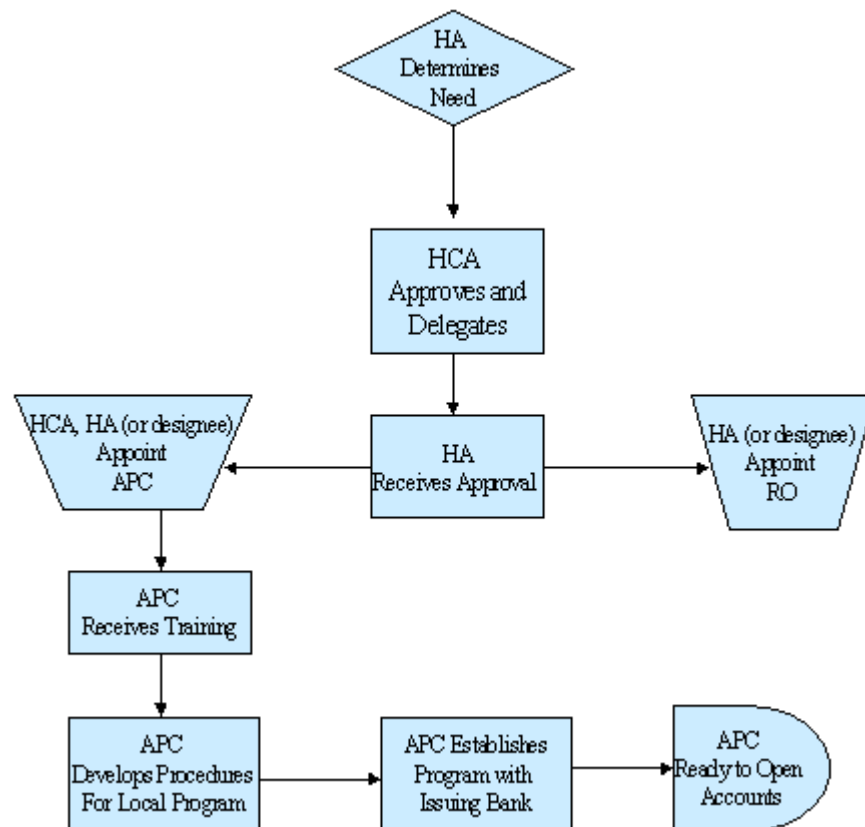 HA
Determines
Need
HCA
Approves and
Delegates
HCA, HA (or designee)
Appoint
APC
HA
Receives Approval
HA (or designee)
Appoint
RO
APC
Receives Training
APC
Develops Procedures
For Local Program
APC Establishes
Program with
Issuing Bank
APC
Ready to Open
Accounts